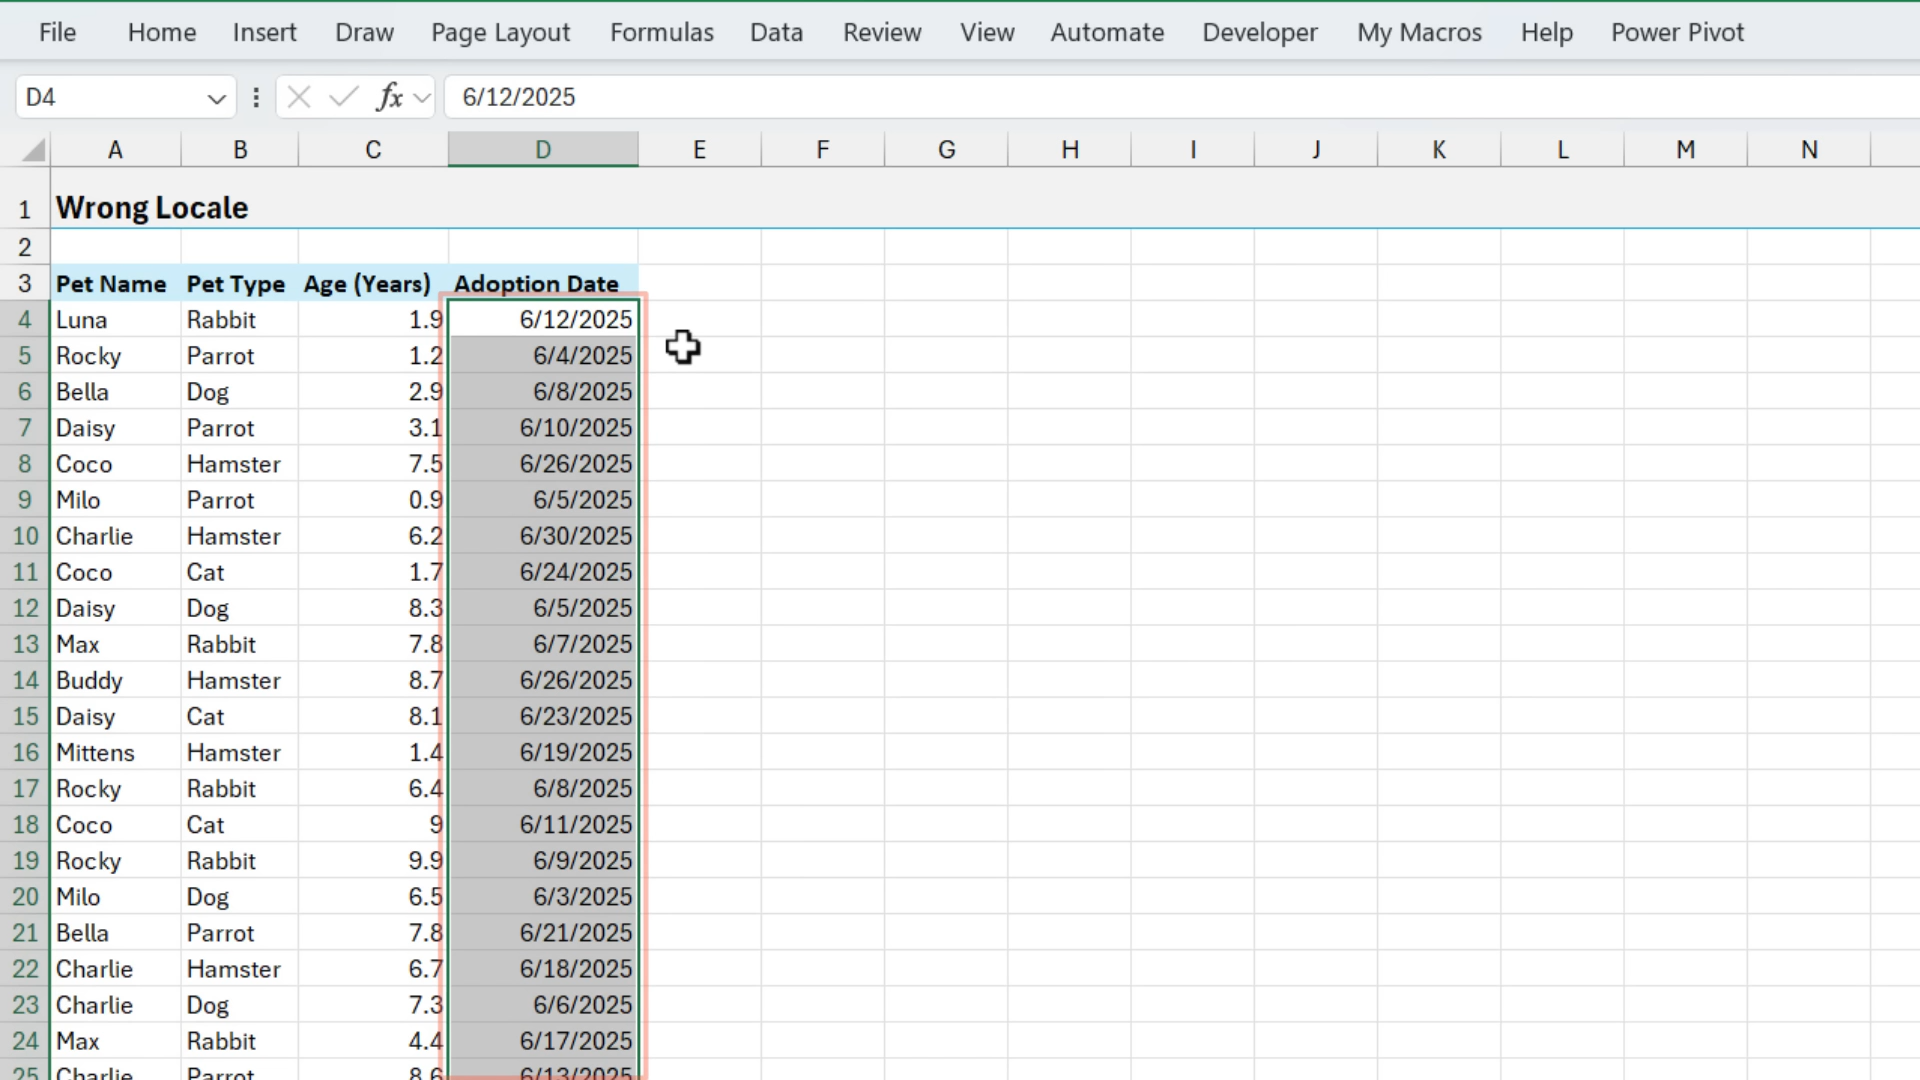 File Home Insert Draw Page Layout Formulas Data Review View Automate Developer My Macros Help Power Pivot
D4 fx 6/12/2025
A B C D E F G H I J K L M N
1 Wrong Locale
2
3 Pet Name Pet Type Age (Years) Adoption Date
4 Luna Rabbit 1.9 6/12/2025
5 Rocky Parrot 1.2 6/4/2025
6 Bella Dog 2.9 6/8/2025
7 Daisy Parrot 3.1 6/10/2025
8 Coco Hamster 7.5 6/26/2025
9 Milo Parrot 0.9 6/5/2025
10 Charlie Hamster 6.2 6/30/2025
11 Coco Cat 1.7 6/24/2025
12 Daisy Dog 8.3 6/5/2025
13 Max Rabbit 7.8 6/7/2025
14 Buddy Hamster 8.7 6/26/2025
15 Daisy Cat 8.1 6/23/2025
16 Mittens Hamster 1.4 6/19/2025
17 Rocky Rabbit 6.4 6/8/2025
18 Coco Cat 9 6/11/2025
19 Rocky Rabbit 9.9 6/9/2025
20 Milo Dog 6.5 6/3/2025
21 Bella Parrot 7.8 6/21/2025
22 Charlie Hamster 6.7 6/18/2025
23 Charlie Dog 7.3 6/6/2025
24 Max Rabbit 4.4 6/17/2025
25 Charlie Parrot 8.6 6/13/2025